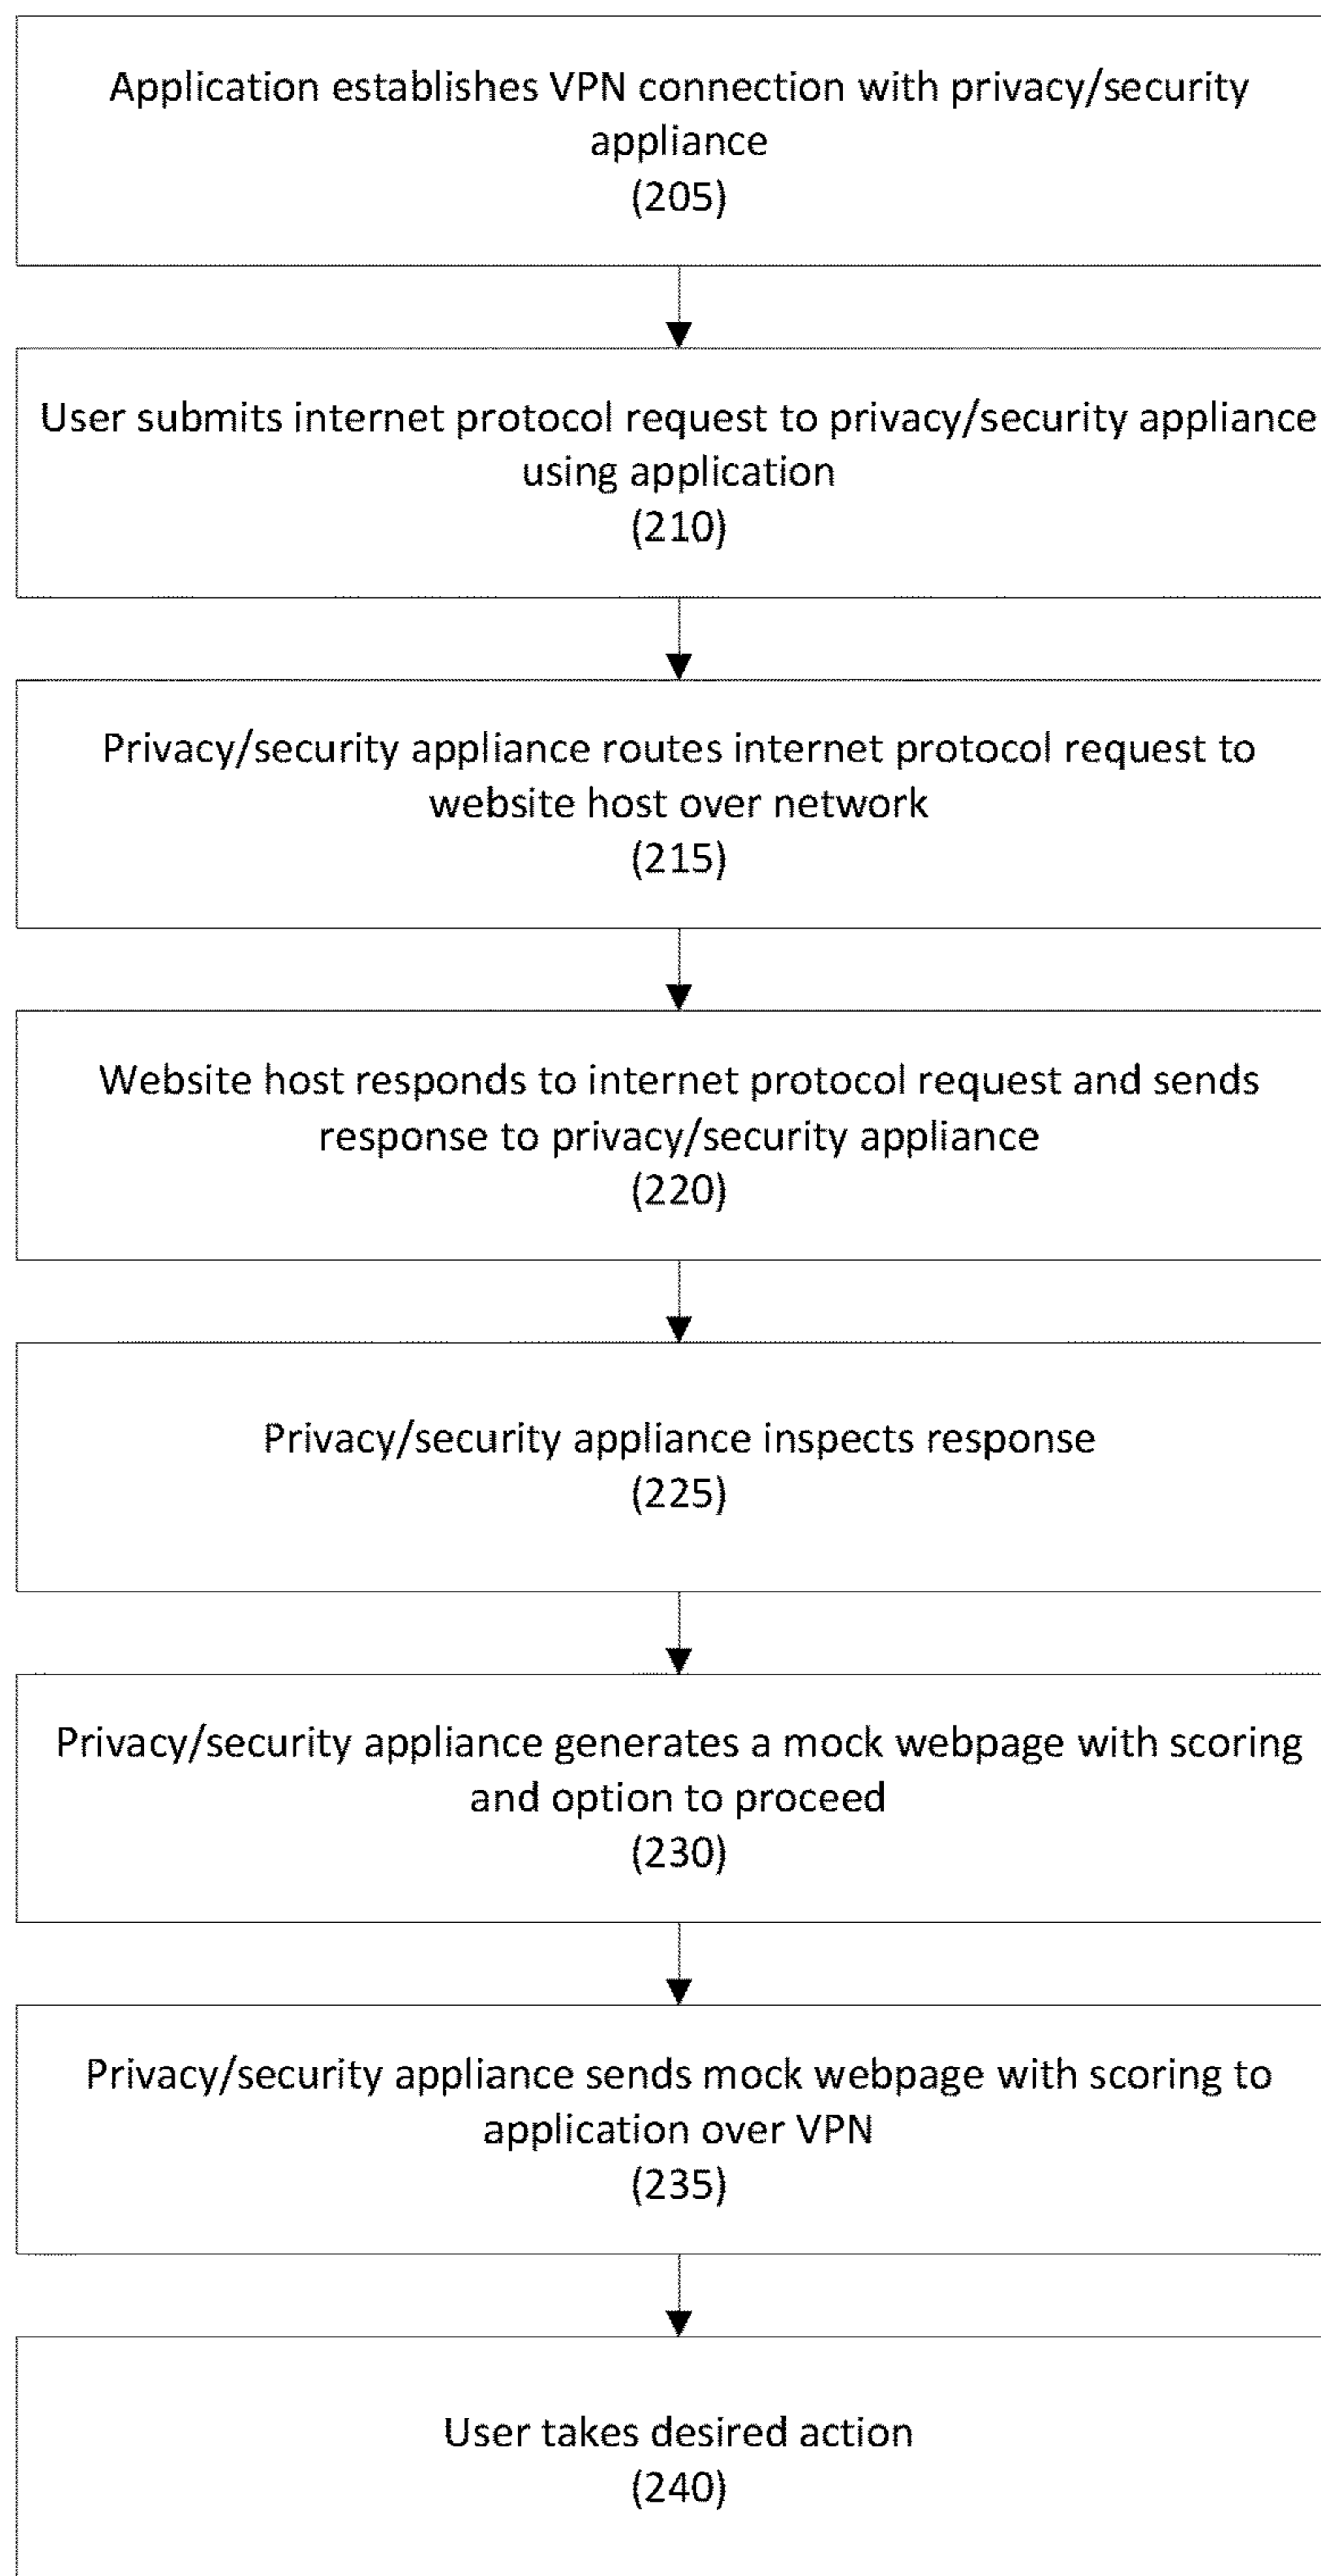 Application establishes VPN connection with privacy/security
appliance
(205)
User submits internet protocol request to privacy/security appliance
using application
(210)
Privacy/security appliance routes internet protocol request to
website host over network
(215)
Website host responds to internet protocol request and sends
response to privacy/security appliance
(220)
Privacy/security appliance inspects response
(225)
Privacy/security appliance generates a mock webpage with scoring
and option to proceed
(230)
Privacy/security appliance sends mock webpage with scoring to
application over VPN
(235)
User takes desired action
(240)